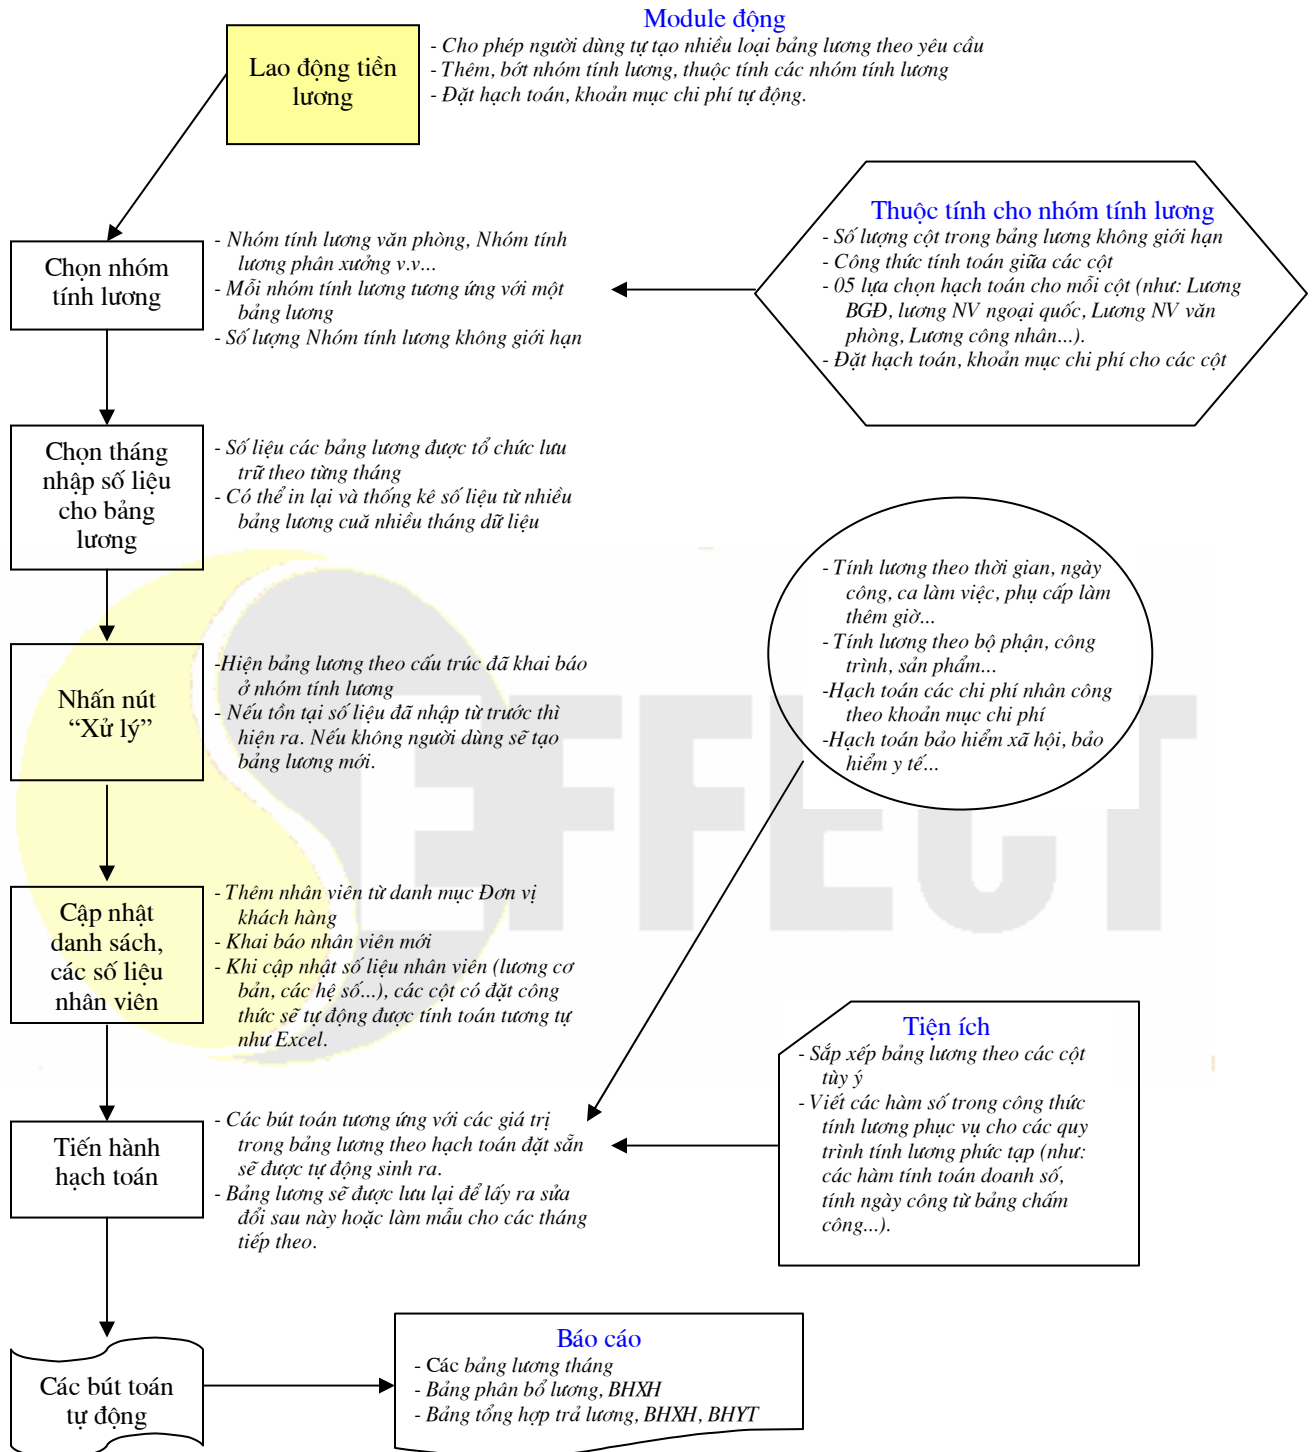 Module động
- Cho phép người dùng tự tạo nhiều loại bảng lương theo yêu cầu
- Thêm, bớt nhóm tính lương, thuộc tính các nhóm tính lương
- Đặt hạch toán, khoản mục chi phí tự động.
Lao động tiền
lương
Thuộc tính cho nhóm tính lương
- Số lượng cột trong bảng lương không giới hạn
- Công thức tính toán giữa các cột
- 05 lựa chọn hạch toán cho mỗi cột (như: Lương
BGĐ, lương NV ngoại quốc, Lương NV văn
phòng, Lương công nhân...).
- Đặt hạch toán, khoản mục chi phí cho các cột
Chọn nhóm
tính lương
- Nhóm tính lương văn phòng, Nhóm tính
lương phân xưởng v.v...
- Mỗi nhóm tính lương tương ứng với một
bảng lương
- Số lượng Nhóm tính lương không giới hạn
Chọn tháng
nhập số liệu
cho bảng
lương
- Số liệu các bảng lương được tổ chức lưu
trữ theo từng tháng
- Có thể in lại và thống kê số liệu từ nhiều
bảng lương cuả nhiều tháng dữ liệu
- Tính lương theo thời gian, ngày
công, ca làm việc, phụ cấp làm
thêm giờ...
- Tính lương theo bộ phận, công
trình, sản phẩm...
-Hạch toán các chi phí nhân công
theo khoản mục chi phí
-Hạch toán bảo hiểm xã hội, bảo
hiểm y tế...
Nhấn nút
“Xử lý”
-Hiện bảng lương theo cấu trúc đã khai báo
ở nhóm tính lương
- Nếu tồn tại số liệu đã nhập từ trước thì
hiện ra. Nếu không người dùng sẽ tạo
bảng lương mới.
EFFECT
Cập nhật
danh sách,
các số liệu
nhân viên
- Thêm nhân viên từ danh mục Đơn vị
khách hàng
- Khai báo nhân viên mới
- Khi cập nhật số liệu nhân viên (lương cơ
bản, các hệ số...), các cột có đặt công
thức sẽ tự động được tính toán tương tự
như Excel.
Tiện ích
- Sắp xếp bảng lương theo các cột
tùy ý
- Viết các hàm số trong công thức
tính lương phục vụ cho các quy
trình tính lương phức tạp (như:
các hàm tính toán doanh số,
tính ngày công từ bảng chấm
công...).
Tiến hành
hạch toán
- Các bút toán tương ứng với các giá trị
trong bảng lương theo hạch toán đặt sẵn
sẽ được tự động sinh ra.
- Bảng lương sẽ được lưu lại để lấy ra sửa
đổi sau này hoặc làm mẫu cho các tháng
tiếp theo.
Các bút toán
tự động
Báo cáo
- Các bảng lương tháng
- Bảng phân bổ lương, BHXH
- Bảng tổng hợp trả lương, BHXH, BHYT